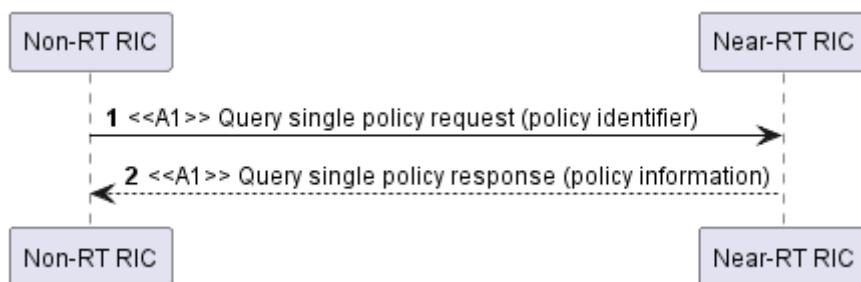 Non-RT RIC
Near-RT RIC
1 <<A1>> Query single policy request (policy identifier)
2 <<A1>> Query single policy response (policy information)
Non-RT RIC
Near-RT RIC